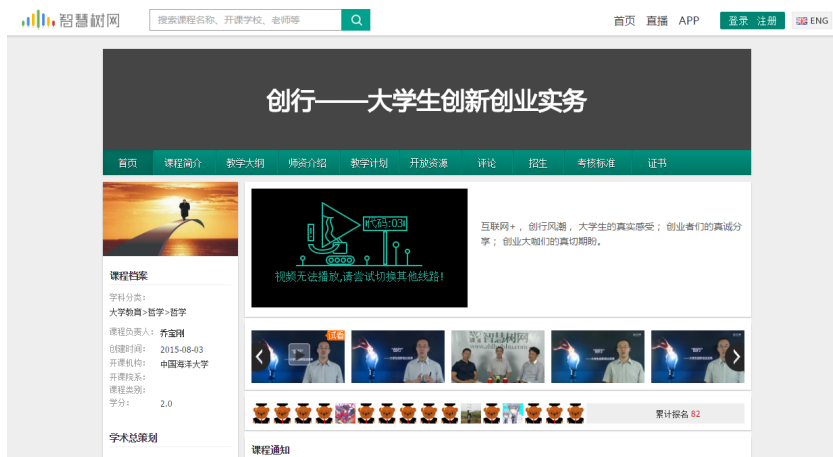 智慧树网
搜索课程名称、开课学校、老师等
首页 直播 APP
登录 注册
ENG
创行——大学生创新创业实务
首页 课程简介 教学大纲 师资介绍 教学计划 开放资源 评论 招生 考核标准 证书
代码:03
视频无法播放,请尝试切换其他线路!
互联网+，创行风潮，大学生的真实感受；创业者们的真诚分
享；创业大咖们的真切期盼。
课程档案
学科分类:
大学教育>哲学>哲学
课程负责人: 乔宝刚
创建时间: 2015-08-03
开课机构: 中国海洋大学
开课院系:
课程类别:
学分: 2.0
试看
累计报名 82
学术总策划
课程通知